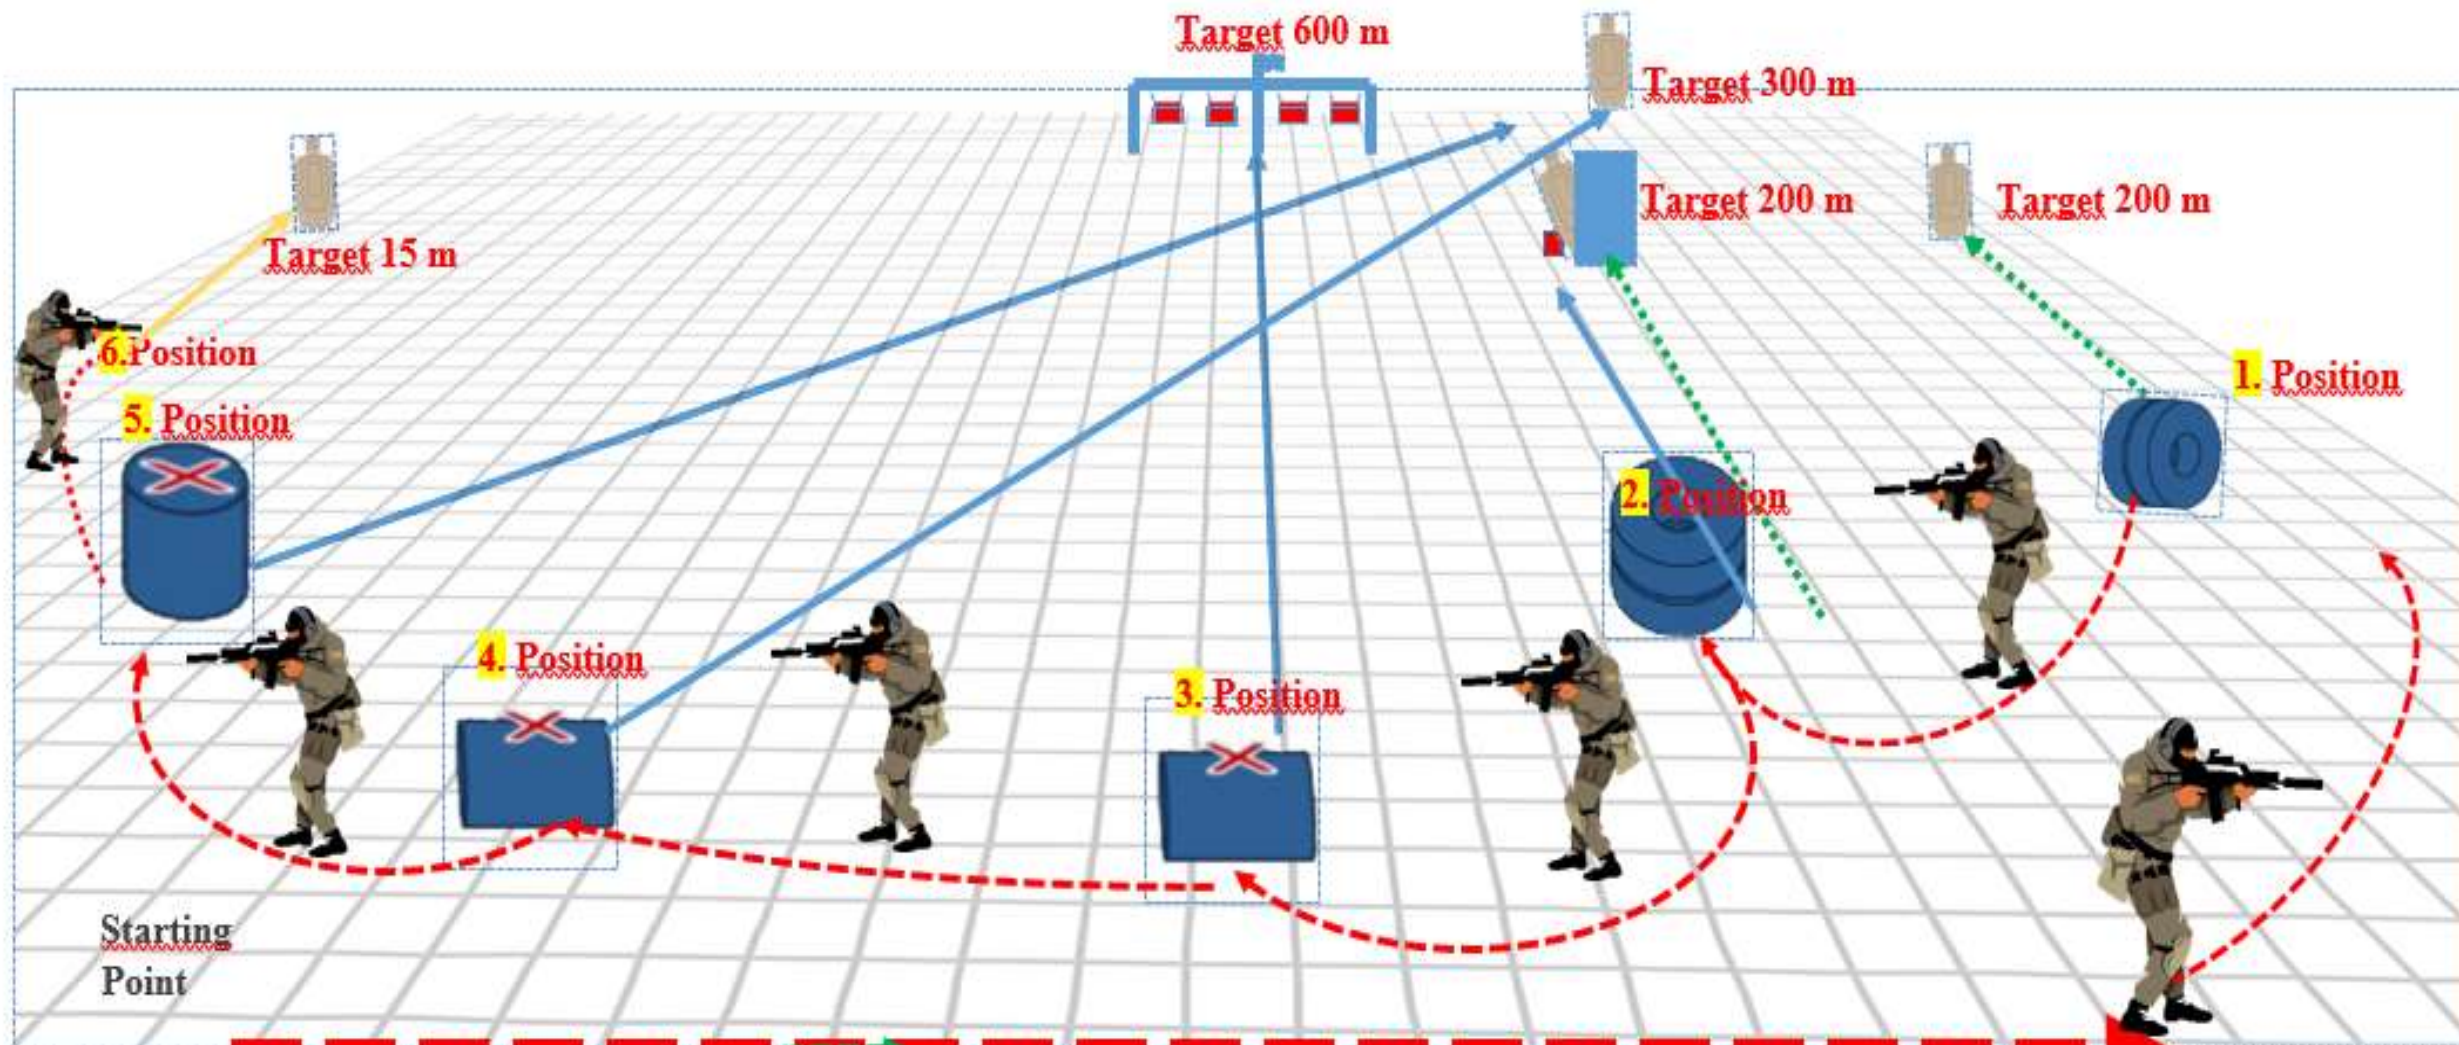 Target 600 m
Target 300 m
Target 200 m
Target 200 m
Target 15 m
6.Position
1. Position
5. Position
2. Position
4. Position
3. Position
Starting
Point